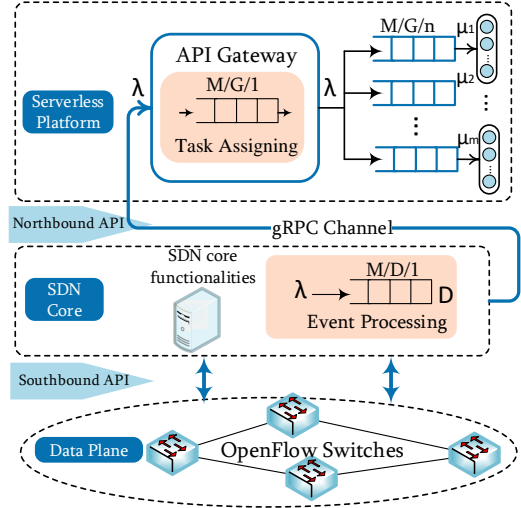 M/G/n
μ1
API Gateway
λ
M/G/1
λ
μ2
Serverless
Platform
Task Assigning
μm
Northbound API
gRPC Channel
SDN core
functionalities
M/D/1
SDN
Core
λ
D
Event Processing
Southbound API
Data Plane
OpenFlow Switches